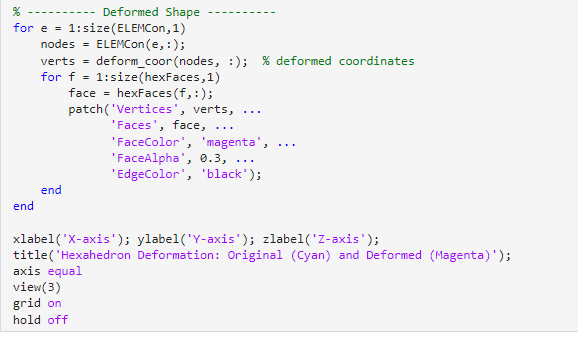 % ---------- Deformed Shape ----------
for e = 1:size(ELEMCon,1)
    nodes = ELEMCon(e,:);
    verts = deform_coor(nodes, :);  % deformed coordinates
    for f = 1:size(hexFaces,1)
        face = hexFaces(f,:);
        patch('Vertices', verts, ...
              'Faces', face, ...
              'FaceColor', 'magenta', ...
              'FaceAlpha', 0.3, ...
              'EdgeColor', 'black');
    end
end

xlabel('X-axis'); ylabel('Y-axis'); zlabel('Z-axis');
title('Hexahedron Deformation: Original (Cyan) and Deformed (Magenta)');
axis equal
view(3)
grid on
hold off